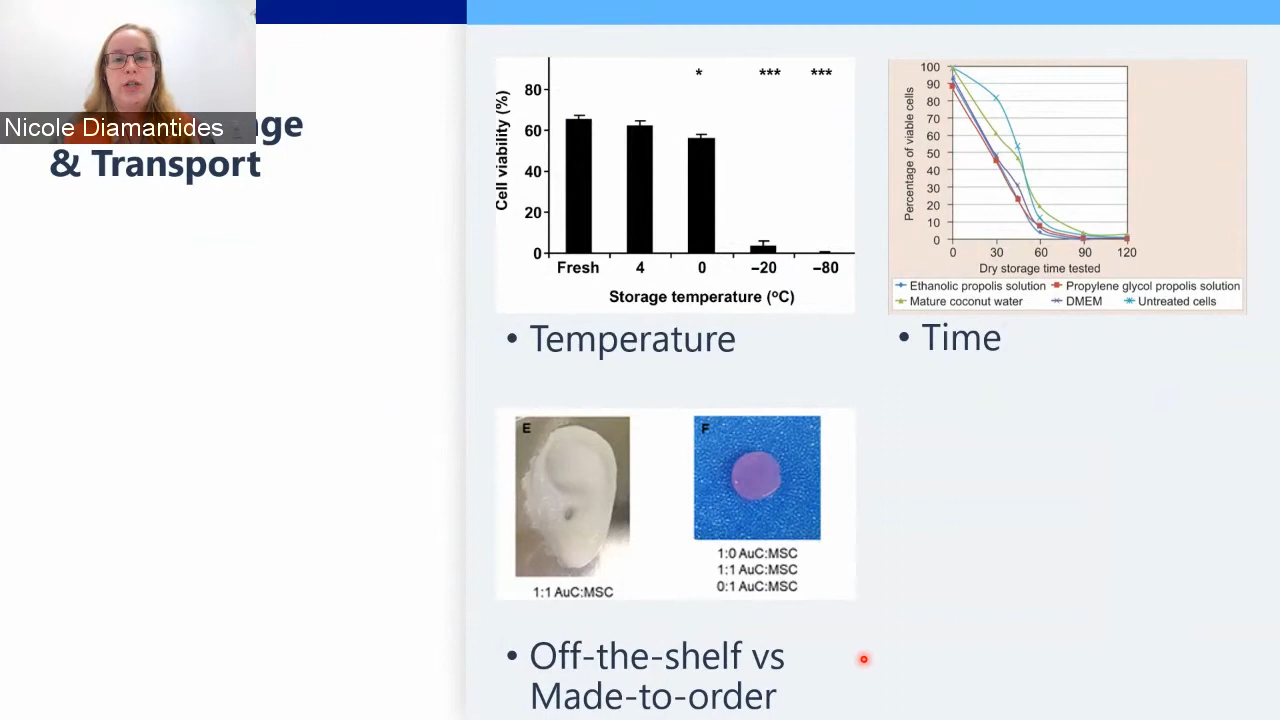 Nicole Diamantides
& Transport
* *** ***
Cell viability (%)
80
60
40
20
0
Fresh 4 0 –20 –80
Storage temperature (ºC)
• Temperature
Percentage of viable cells
100
90
80
70
60
50
40
30
20
10
0
0 30 60 90 120
Dry storage time tested
Ethanolic propolis solution Propylene glycol propolis solution
Mature coconut water DMEM Untreated cells
• Time
E
1:1 AuC:MSC
F
1:0 AuC:MSC
1:1 AuC:MSC
0:1 AuC:MSC
• Off-the-shelf vs
Made-to-order